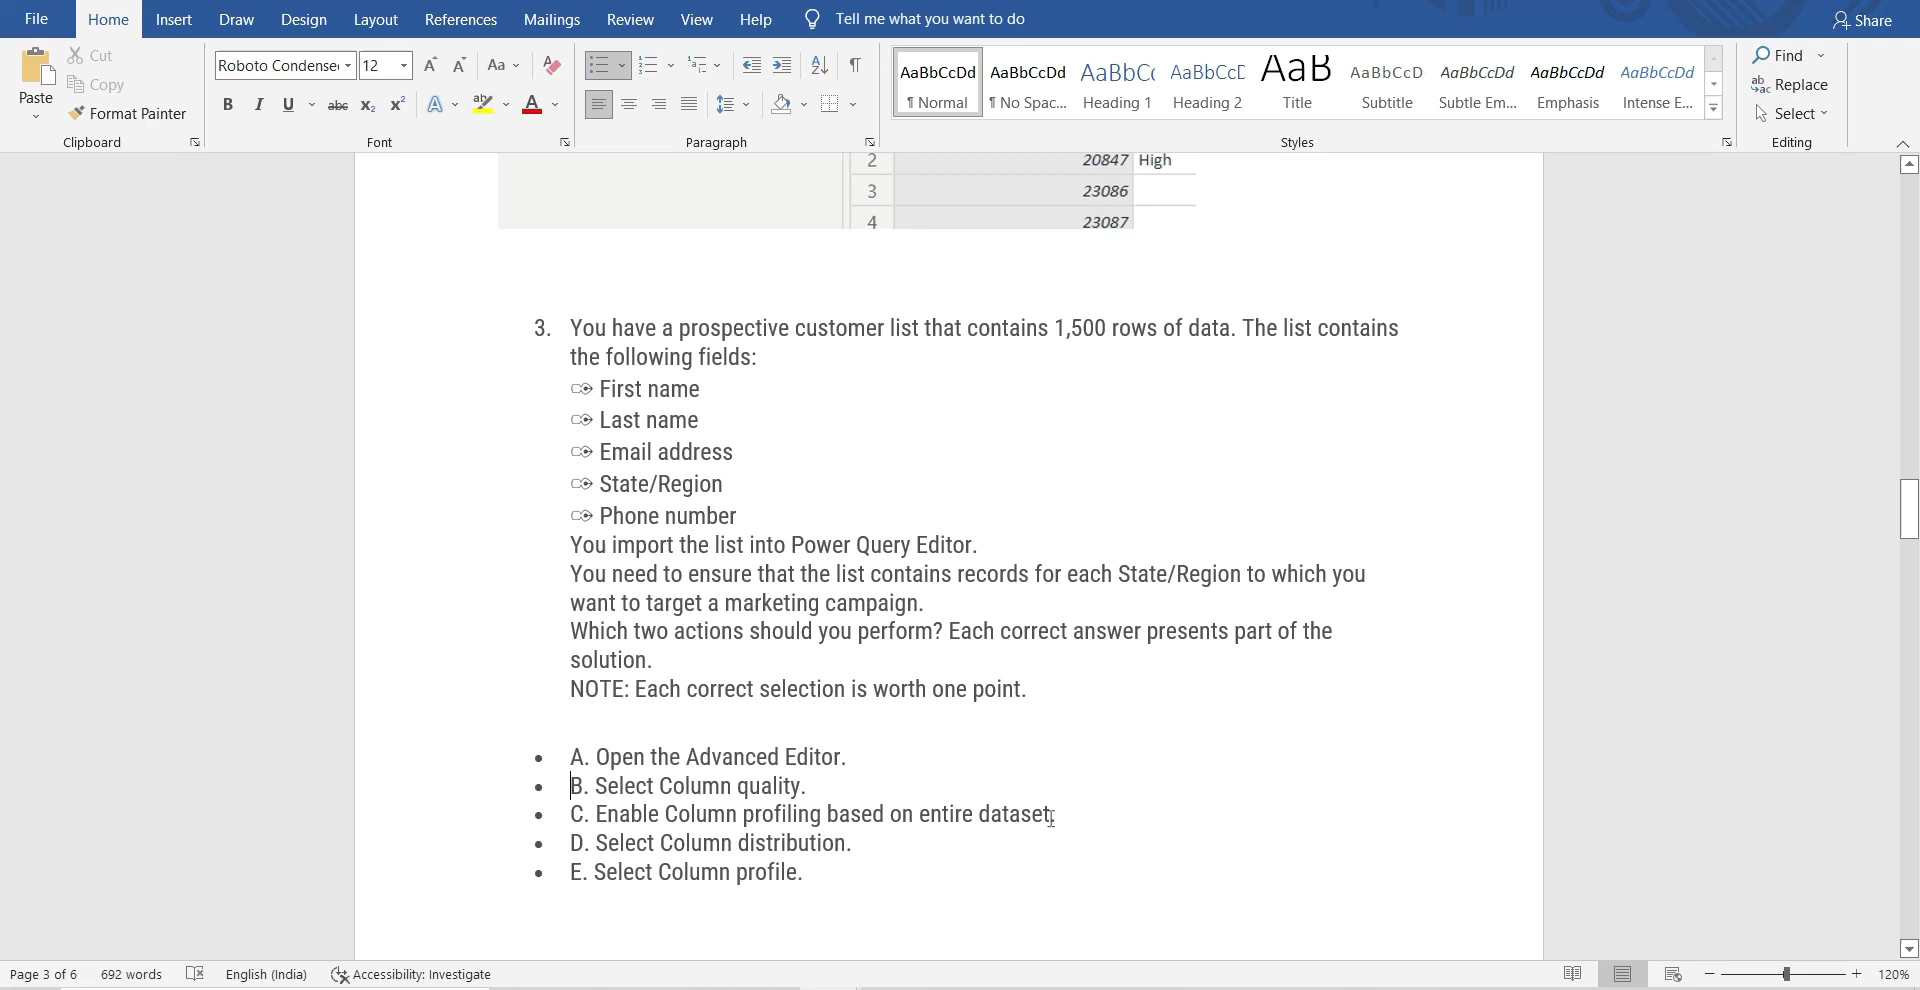 File Home Insert Draw Design Layout References Mailings Review View Help Tell me what you want to do Share
Paste
Cut
Copy
Format Painter
Clipboard
Roboto Condense 12 Aa
B I U abc X₂ X² A A
Font
Paragraph
AaBbCcDd AaBbCcDd AaBbC AaBbCcD AaB AaBbCcD AaBbCcDd AaBbCcDd AaBbCcDd
¶ Normal ¶ No Spac... Heading 1 Heading 2 Title Subtitle Subtle Em... Emphasis Intense E...
Styles
Find
Replace
Select
Editing
2 20847 High
3 23086
4 23087
3. You have a prospective customer list that contains 1,500 rows of data. The list contains
the following fields:
First name
Last name
Email address
State/Region
Phone number
You import the list into Power Query Editor.
You need to ensure that the list contains records for each State/Region to which you
want to target a marketing campaign.
Which two actions should you perform? Each correct answer presents part of the
solution.
NOTE: Each correct selection is worth one point.
• A. Open the Advanced Editor.
• B. Select Column quality.
• C. Enable Column profiling based on entire dataset.
• D. Select Column distribution.
• E. Select Column profile.
Page 3 of 6 692 words English (India) Accessibility: Investigate 120%